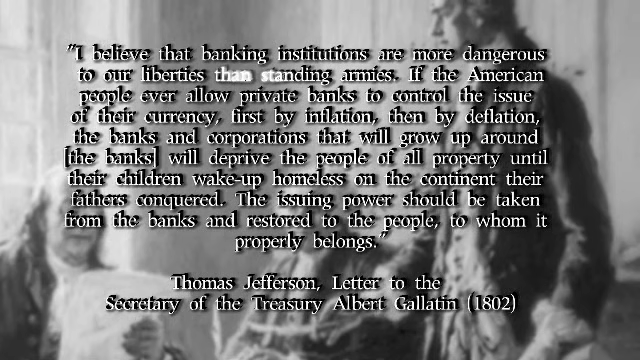 "I believe that banking institutions are more dangerous
to our liberties than standing armies. If the American
people ever allow private banks to control the issue
of their currency, first by inflation, then by deflation,
the banks and corporations that will grow up around
[the banks] will deprive the people of all property until
their children wake-up homeless on the continent their
fathers conquered. The issuing power should be taken
from the banks and restored to the people, to whom it
properly belongs."
Thomas Jefferson, Letter to the
Secretary of the Treasury Albert Gallatin (1802)